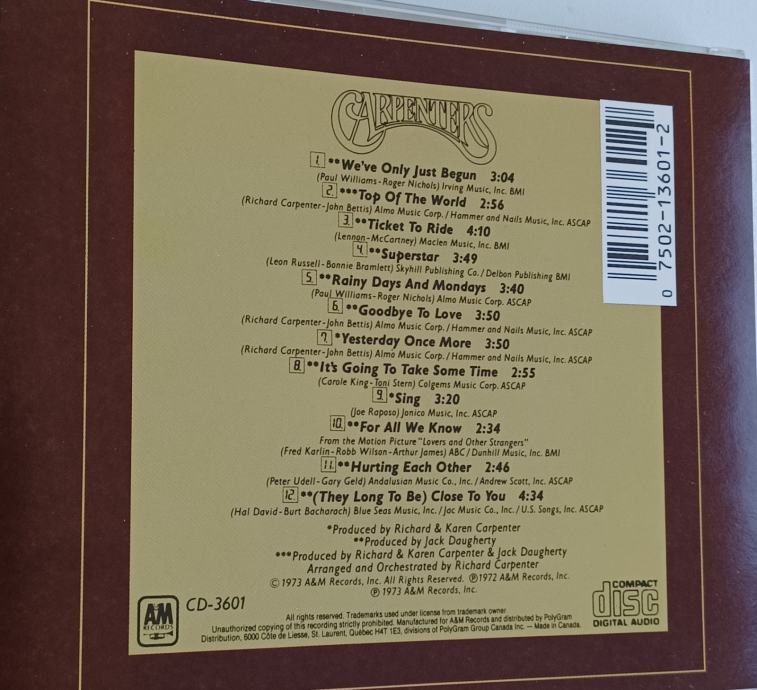 CARPENTERS
1. **We've Only Just Begun 3:04
(Paul Williams-Roger Nichols) Irving Music, Inc. BMI
2. ***Top Of The World 2:56
(Richard Carpenter-John Bettis) Almo Music Corp./Hammer and Nails Music, Inc. ASCAP
3. **Ticket To Ride 4:10
(Lennon-McCartney) Maclen Music, Inc. BMI
4. **Superstar 3:49
(Leon Russell-Bonnie Bramlett) Skyhill Publishing Co./Delbon Publishing BMI
5. **Rainy Days And Mondays 3:40
(Paul Williams-Roger Nichols) Almo Music Corp. ASCAP
6. **Goodbye To Love 3:50
(Richard Carpenter-John Bettis) Almo Music Corp./Hammer and Nails Music, Inc. ASCAP
7. *Yesterday Once More 3:50
(Richard Carpenter-John Bettis) Almo Music Corp./Hammer and Nails Music, Inc. ASCAP
8. **It's Going To Take Some Time 2:55
(Carole King-Toni Stern) Colgems Music Corp. ASCAP
9. *Sing 3:20
(Joe Raposo) Jonico Music, Inc. ASCAP
10. **For All We Know 2:34
From the Motion Picture "Lovers and Other Strangers"
(Fred Karlin-Robb Wilson-Arthur James) ABC/Dunhill Music, Inc. BMI
11. **Hurting Each Other 2:46
(Peter Udell-Gary Geld) Andalusian Music Co., Inc./Andrew Scott, Inc. ASCAP
12. **(They Long To Be) Close To You 4:34
(Hal David-Burt Bacharach) Blue Seas Music, Inc./Jac Music Co., Inc./U.S. Songs, Inc. ASCAP
*Produced by Richard & Karen Carpenter
**Produced by Jack Daugherty
***Produced by Richard & Karen Carpenter & Jack Daugherty
Arranged and Orchestrated by Richard Carpenter
© 1973 A&M Records, Inc. All Rights Reserved. ℗ 1972 A&M Records, Inc.
℗ 1973 A&M Records, Inc.
A&M RECORDS
CD-3601
All rights reserved. Trademarks used under license from trademark owner.
Unauthorized copying of this recording strictly prohibited. Manufactured for A&M Records and distributed by PolyGram
Distribution, 6000 Côte de Liesse, St. Laurent, Québec H4T 1E3, divisions of PolyGram Group Canada Inc. — Made in Canada.
COMPACT
disc
DIGITAL AUDIO
0 7502-13601-2